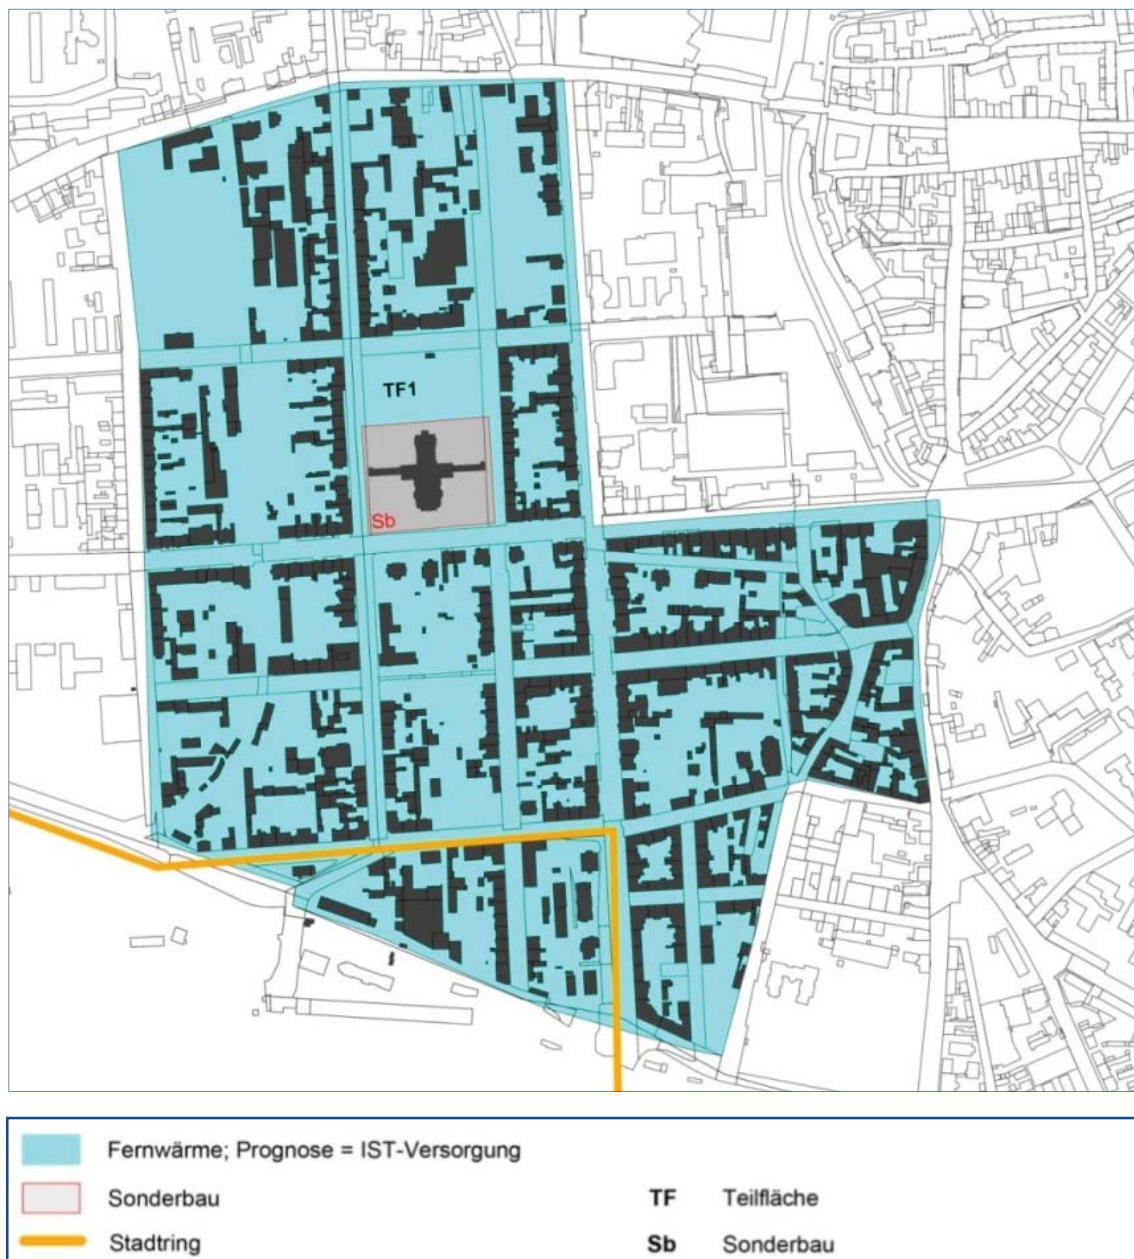 TF1
Sb
Fernwärme; Prognose = IST-Versorgung
Sonderbau
TF Teilfläche
Stadtring
Sb Sonderbau